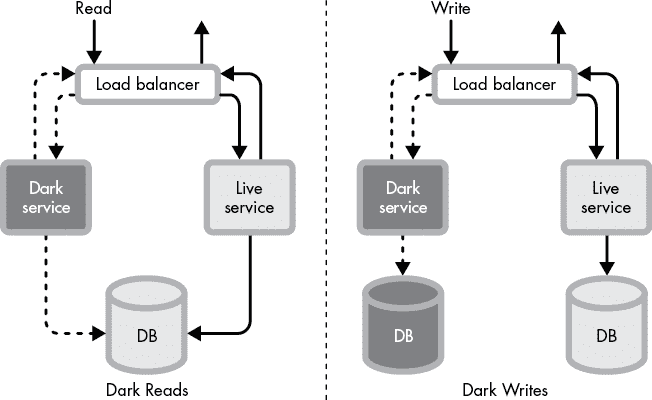 Read
Load balancer
Dark
service
Live
service
DB
Dark Reads
Write
Load balancer
Dark
service
Live
service
DB
DB
Dark Writes